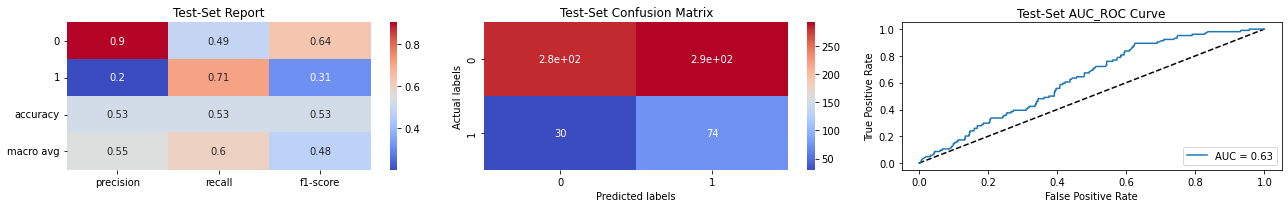 Test-Set Report
0 0.9 0.49 0.64
1 0.2 0.71 0.31
accuracy 0.53 0.53 0.53
macro avg 0.55 0.6 0.48
precision recall f1-score
0.8
0.6
0.4
Test-Set Confusion Matrix
Actual labels
0 2.8e+02 2.9e+02
1 30 74
0 1
Predicted labels
250
200
150
100
50
Test-Set AUC_ROC Curve
True Positive Rate
1.0
0.8
0.6
0.4
0.2
0.0
AUC = 0.63
0.0 0.2 0.4 0.6 0.8 1.0
False Positive Rate